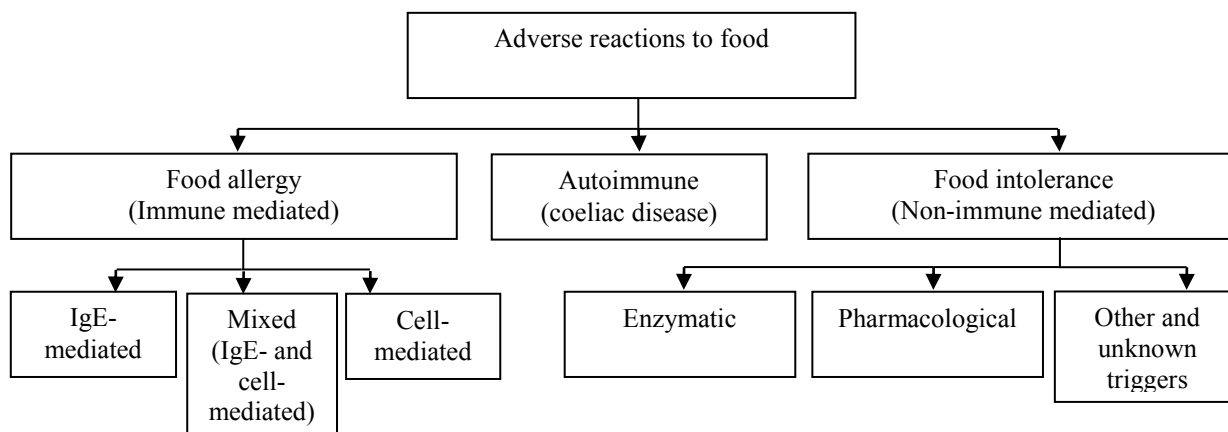 Adverse reactions to food
Food allergy
(Immune mediated)
Autoimmune
(coeliac disease)
Food intolerance
(Non-immune mediated)
IgE-
mediated
Mixed
(IgE- and
cell-
mediated)
Cell-
mediated
Enzymatic
Pharmacological
Other and
unknown
triggers